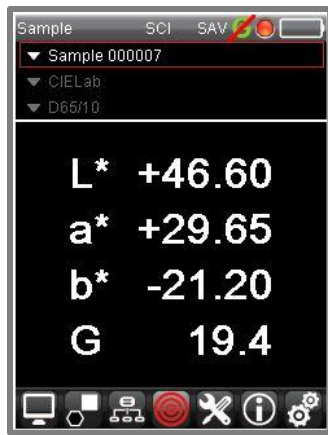 Sample SCI SAV
Sample 000007
CIELab
D65/10
L* +46.60
a* +29.65
b* -21.20
G 19.4